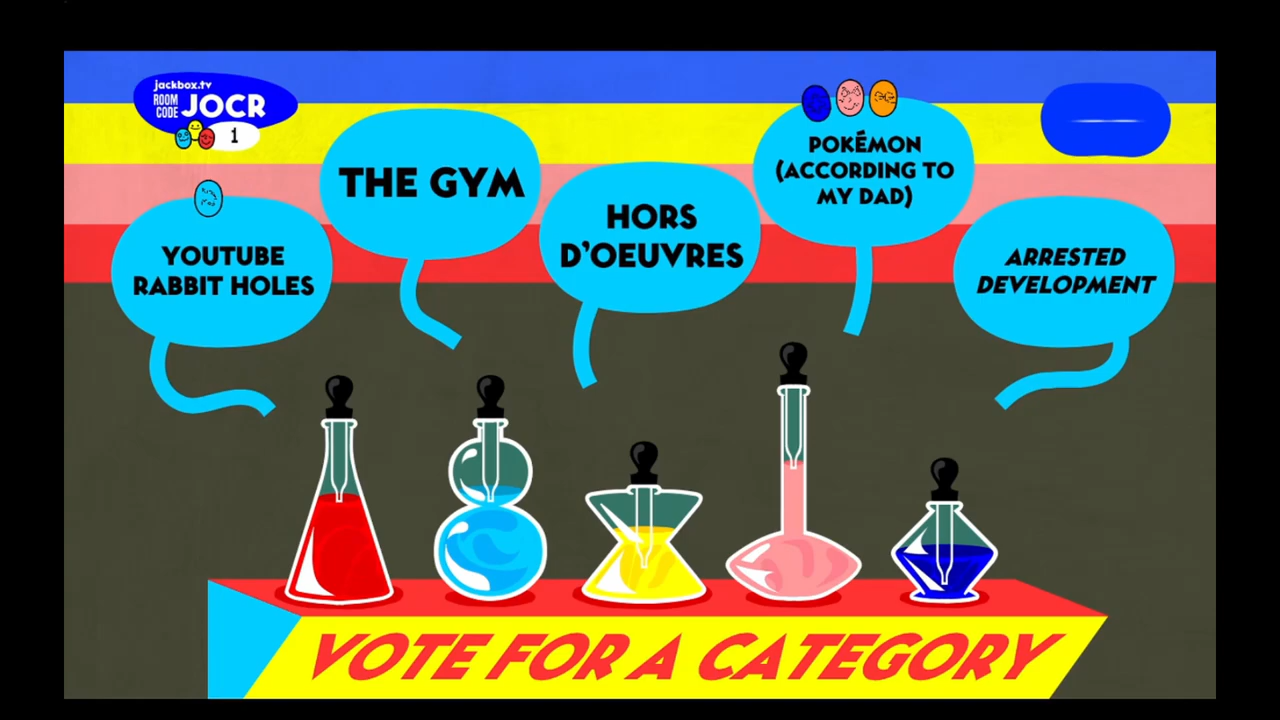 jackbox.tv
ROOM CODE JOCR
1
YOUTUBE
RABBIT HOLES
THE GYM
HORS
D'OEUVRES
POKÉMON
(ACCORDING TO
MY DAD)
ARRESTED
DEVELOPMENT
VOTE FOR A CATEGORY